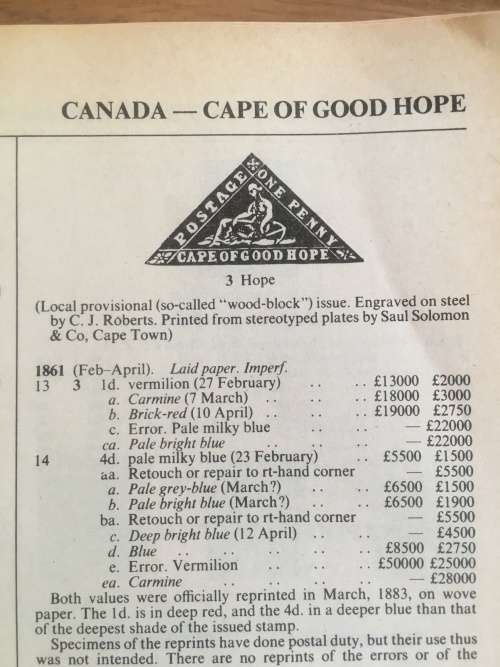 CANADA — CAPE OF GOOD HOPE
POSTAGE
ONE PENNY
CAPE OF GOOD HOPE
3 Hope
(Local provisional (so-called “wood-block”) issue. Engraved on steel
by C. J. Roberts. Printed from stereotyped plates by Saul Solomon
& Co, Cape Town)
1861 (Feb–April). Laid paper. Imperf.
13 3 1d. vermilion (27 February) .. .. £13000 £2000
a. Carmine (7 March) .. .. .. £18000 £3000
b. Brick-red (10 April) .. .. .. £19000 £2750
c. Error. Pale milky blue .. .. — £22000
ca. Pale bright blue .. .. .. — £22000
14 4d. pale milky blue (23 February) .. £5500 £1500
aa. Retouch or repair to rt-hand corner — £5500
a. Pale grey-blue (March?) .. .. £6500 £1500
b. Pale bright blue (March?) .. .. £6500 £1900
ba. Retouch or repair to rt-hand corner — £5500
c. Deep bright blue (12 April) .. .. — £4500
d. Blue .. .. .. .. .. £8500 £2750
e. Error. Vermilion .. .. £50000 £25000
ea. Carmine .. .. .. .. — £28000
Both values were officially reprinted in March, 1883, on wove
paper. The 1d. is in deep red, and the 4d. in a deeper blue than that
of the deepest shade of the issued stamp.
Specimens of the reprints have done postal duty, but their use thus
was not intended. There are no reprints of the errors or of the